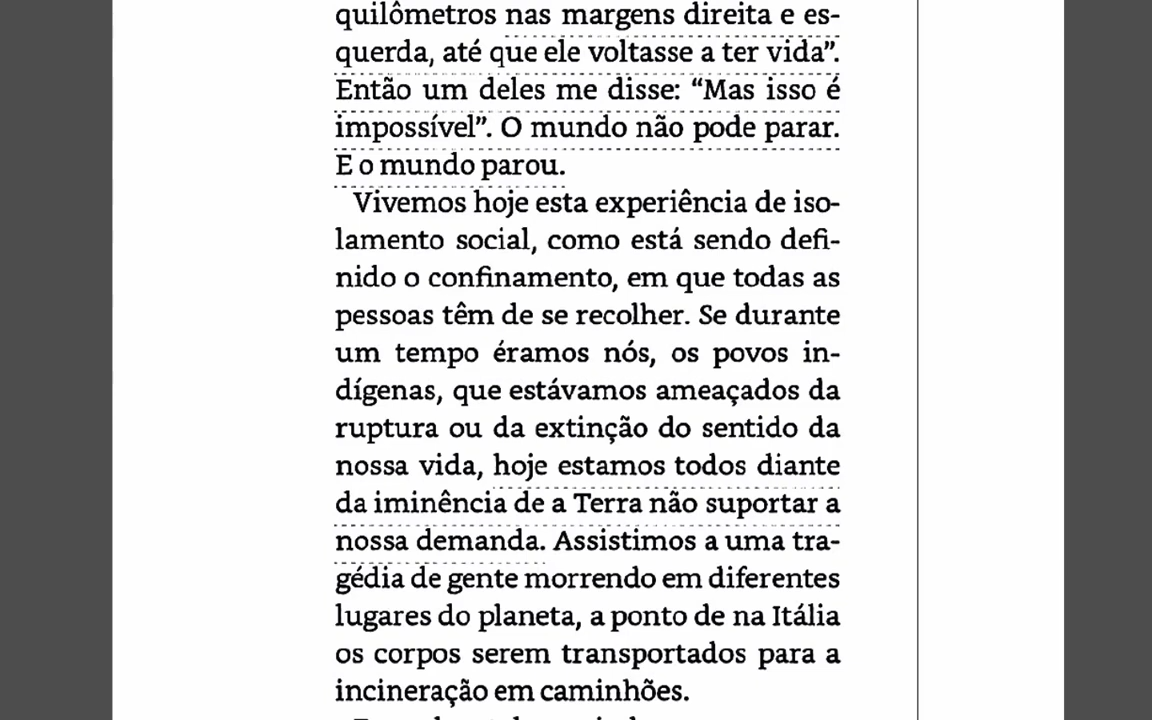 quilômetros nas margens direita e es-
querda, até que ele voltasse a ter vida”.
Então um deles me disse: “Mas isso é
impossível”. O mundo não pode parar.
E o mundo parou.
Vivemos hoje esta experiência de iso-
lamento social, como está sendo defi-
nido o confinamento, em que todas as
pessoas têm de se recolher. Se durante
um tempo éramos nós, os povos in-
dígenas, que estávamos ameaçados da
ruptura ou da extinção do sentido da
nossa vida, hoje estamos todos diante
da iminência de a Terra não suportar a
nossa demanda. Assistimos a uma tra-
gédia de gente morrendo em diferentes
lugares do planeta, a ponto de na Itália
os corpos serem transportados para a
incineração em caminhões.